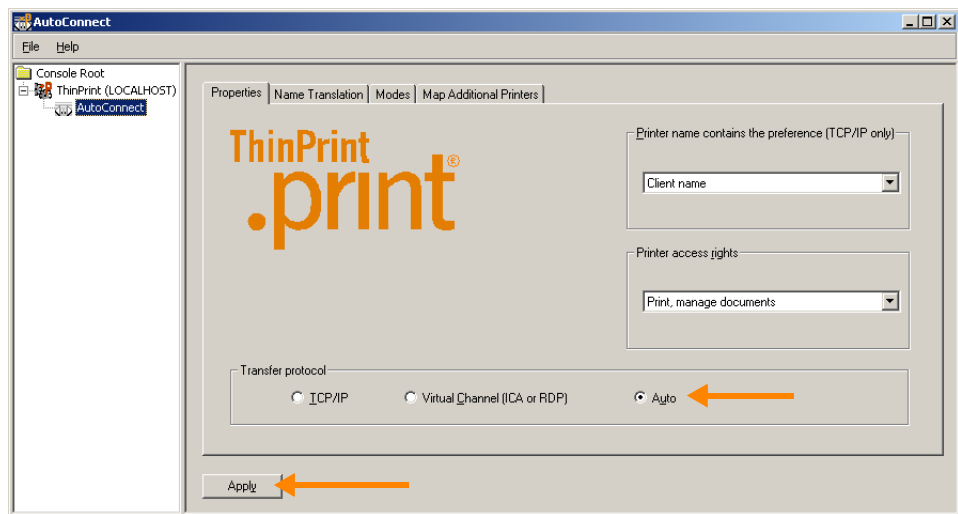 AutoConnect
File Help
Console Root
ThinPrint (LOCALHOST)
AutoConnect
Properties Name Translation Modes Map Additional Printers
ThinPrint
.print®
Printer name contains the preference (TCP/IP only)
Client name
Printer access rights
Print, manage documents
Transfer protocol
TCP/IP Virtual Channel (ICA or RDP) Auto
Apply